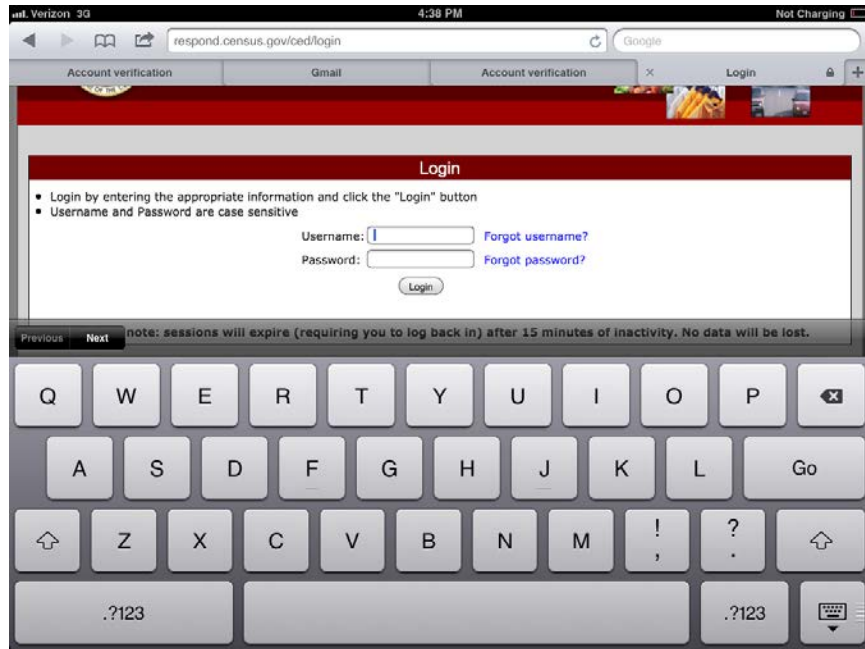 Verizon 3G 4:38 PM Not Charging
respond.census.gov/ced/login Google
Account verification Gmail Account verification Login
Login
Login by entering the appropriate information and click the "Login" button
Username and Password are case sensitive
Username: Forgot username?
Password: Forgot password?
Login
Previous Next note: sessions will expire (requiring you to log back in) after 15 minutes of inactivity. No data will be lost.
Q W E R T Y U I O P
A S D F G H J K L Go
Z X C V B N M ! , ? .
.?123 .?123